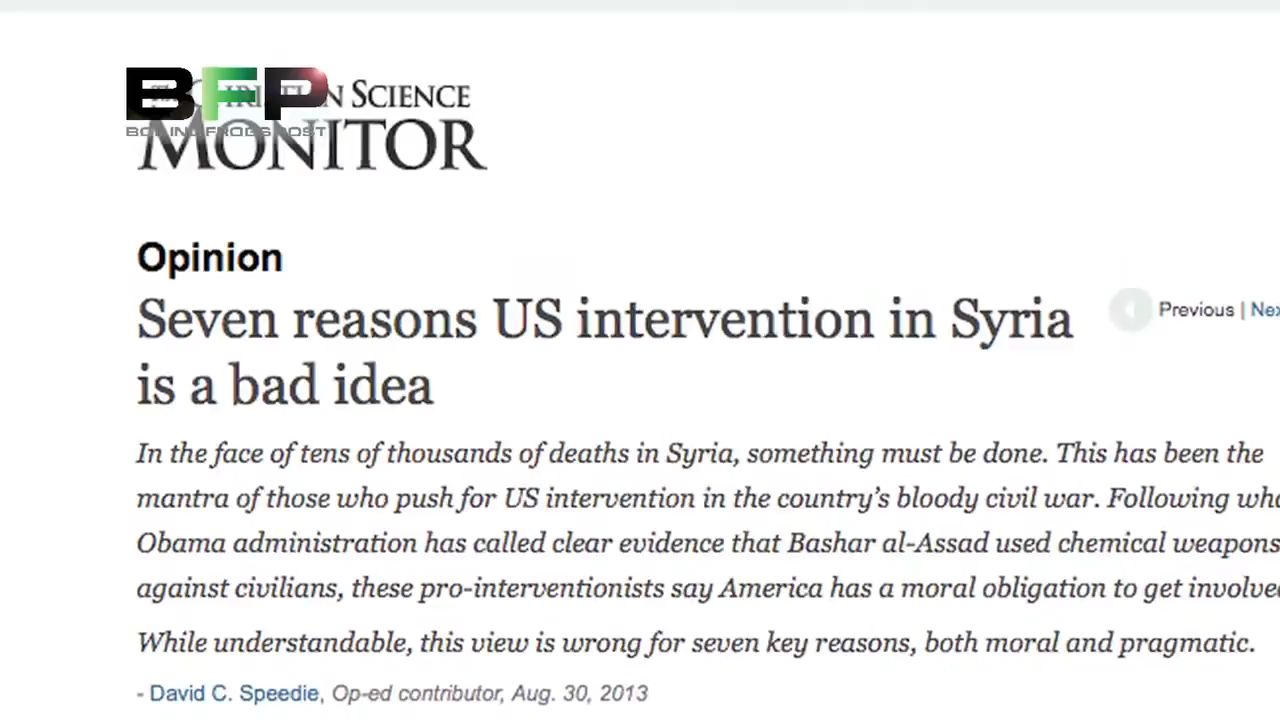 BFP
BOILING FROGS POST
SCIENCE
MONITOR
Opinion
Seven reasons US intervention in Syria
is a bad idea
Previous | Nex
In the face of tens of thousands of deaths in Syria, something must be done. This has been the
mantra of those who push for US intervention in the country's bloody civil war. Following wha
Obama administration has called clear evidence that Bashar al-Assad used chemical weapons
against civilians, these pro-interventionists say America has a moral obligation to get involve
While understandable, this view is wrong for seven key reasons, both moral and pragmatic.
- David C. Speedie, Op-ed contributor, Aug. 30, 2013